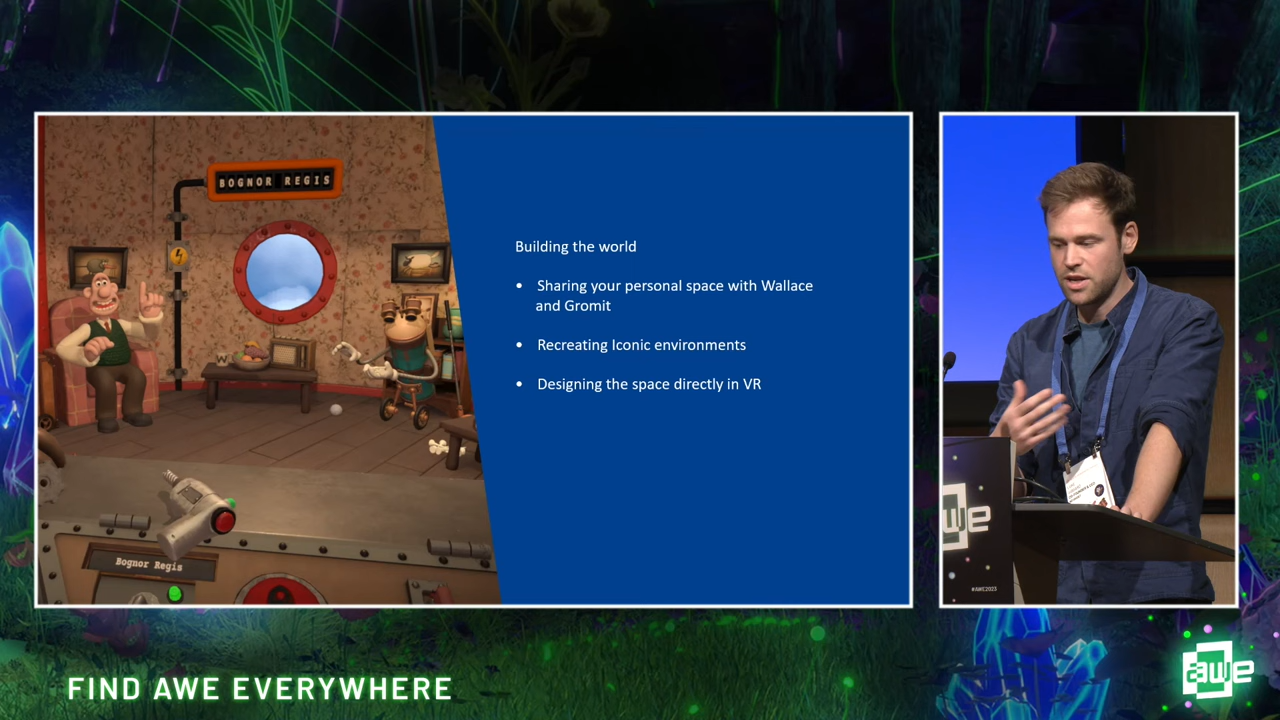 BOGNOR REGIS
W
Bognor Regis
Building the world
• Sharing your personal space with Wallace
and Gromit
• Recreating Iconic environments
• Designing the space directly in VR
awe
#AWE2023
FIND AWE EVERYWHERE
awe